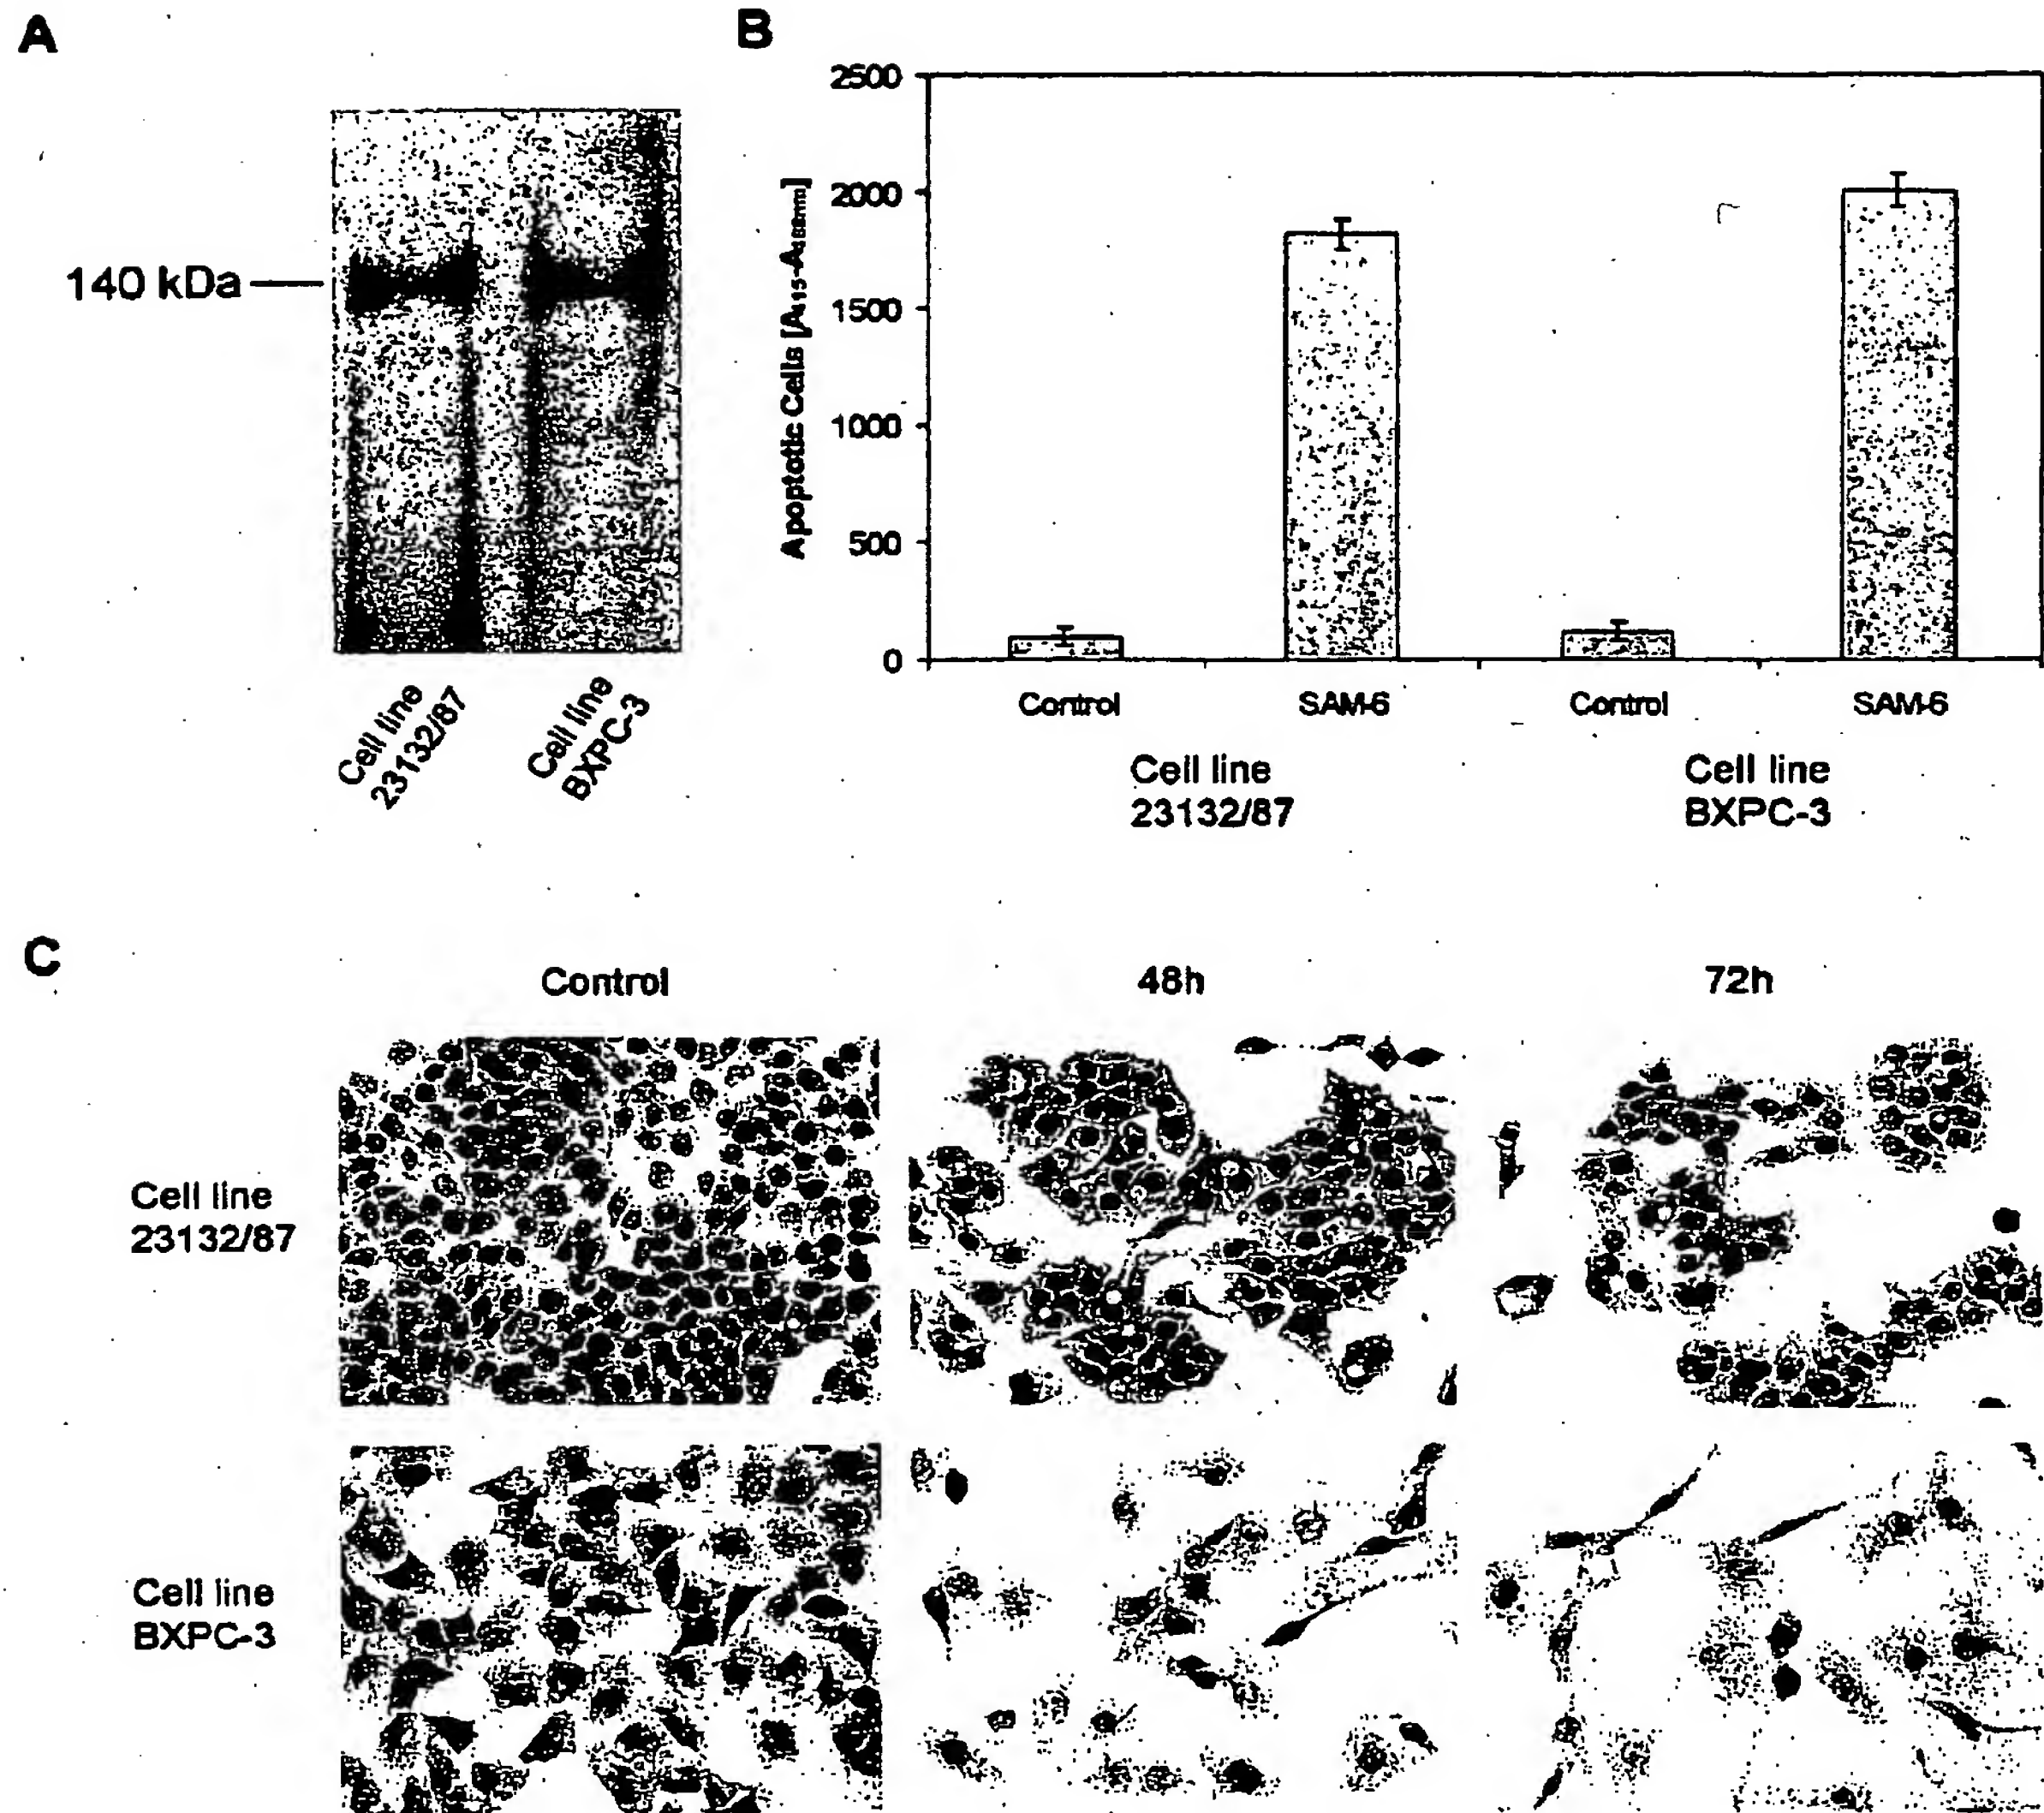 A
140 kDa
Cell line
23132/87
Cell line
BXPC-3
B
2500
2000
1500
1000
500
0
Apoptotic Cells [A415-A488nm]
Control
SAM-6
Control
SAM-6
Cell line
23132/87
Cell line
BXPC-3
C
Control
48h
72h
Cell line
23132/87
Cell line
BXPC-3